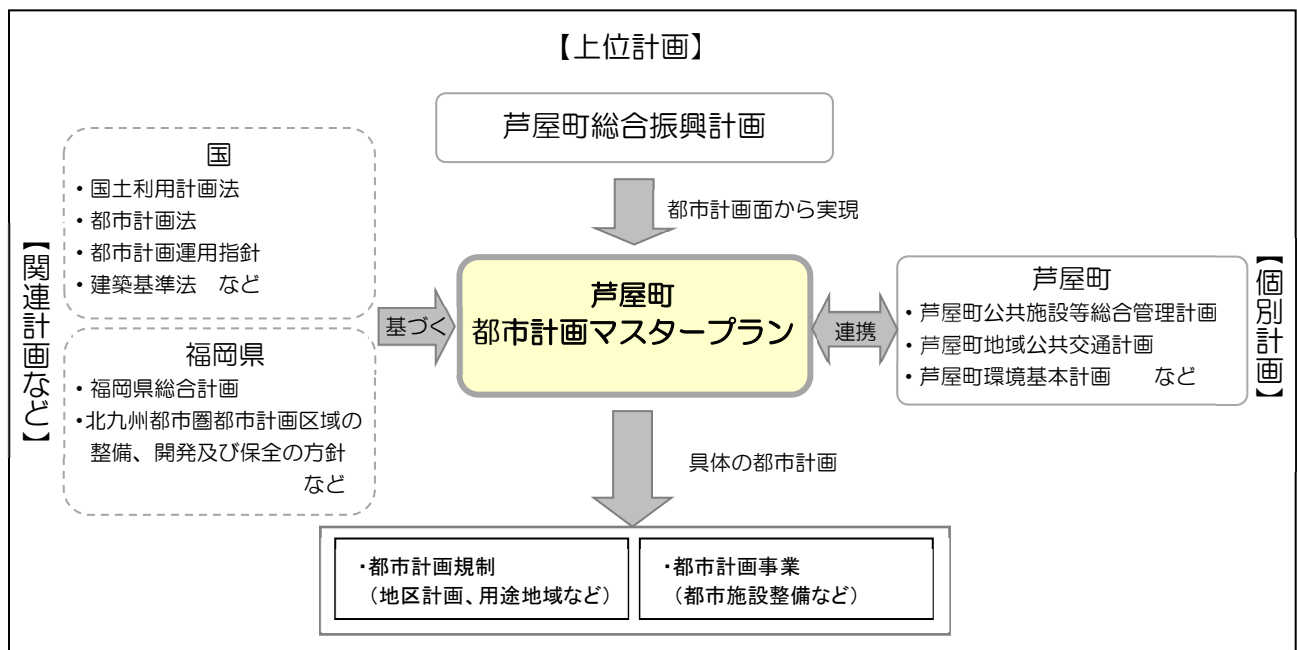 【上位計画】
芦屋町総合振興計画
都市計画面から実現
【関連計画など】
国
・国土利用計画法
・都市計画法
・都市計画運用指針
・建築基準法　など
福岡県
・福岡県総合計画
・北九州都市圏都市計画区域の
整備、開発及び保全の方針
など
基づく
芦屋町
都市計画マスタープラン
連携
芦屋町
・芦屋町公共施設等総合管理計画
・芦屋町地域公共交通計画
・芦屋町環境基本計画　　など
【個別計画】
具体の都市計画
・都市計画規制
（地区計画、用途地域など）
・都市計画事業
（都市施設整備など）